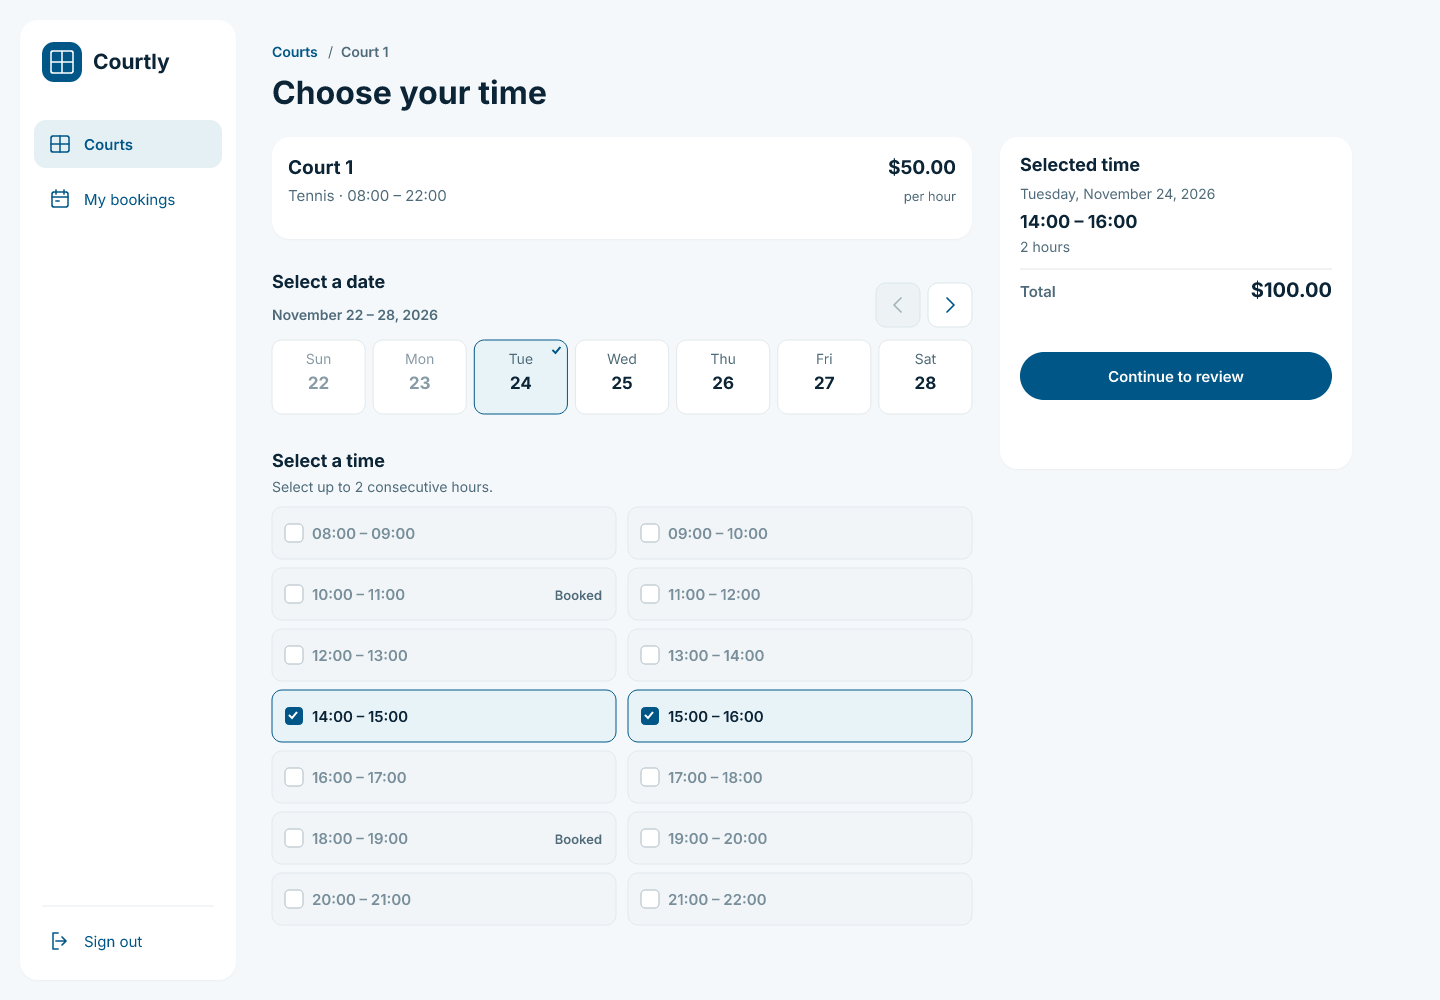 Courtly
Courts
My bookings
Sign out
Courts / Court 1
Choose your time
Court 1
$50.00
Tennis · 08:00 – 22:00
per hour
Select a date
November 22 – 28, 2026
Sun
22
Mon
23
Tue
24
Wed
25
Thu
26
Fri
27
Sat
28
Select a time
Select up to 2 consecutive hours.
08:00 – 09:00
09:00 – 10:00
10:00 – 11:00 Booked
11:00 – 12:00
12:00 – 13:00
13:00 – 14:00
14:00 – 15:00
15:00 – 16:00
16:00 – 17:00
17:00 – 18:00
18:00 – 19:00 Booked
19:00 – 20:00
20:00 – 21:00
21:00 – 22:00
Selected time
Tuesday, November 24, 2026
14:00 – 16:00
2 hours
Total $100.00
Continue to review